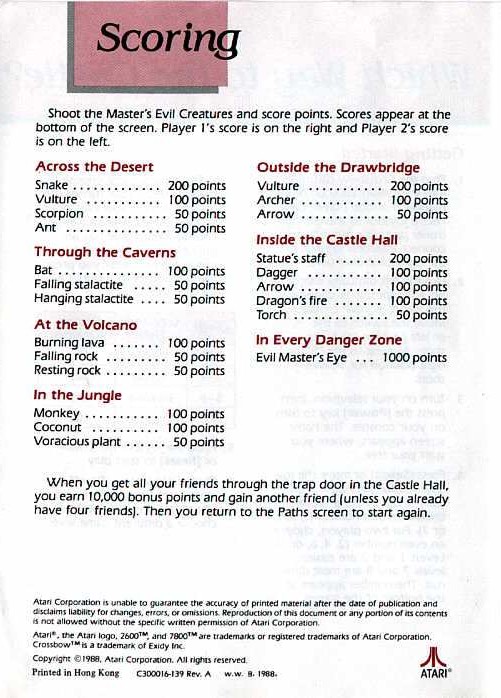 Scoring
Shoot the Master's Evil Creatures and score points. Scores appear at the
bottom of the screen. Player 1's score is on the right and Player 2's score
is on the left.
Across the Desert
Snake . . . . . . . . . . . . . 200 points
Vulture . . . . . . . . . . . 100 points
Scorpion . . . . . . . . . . . 50 points
Ant . . . . . . . . . . . . . . . 50 points
Through the Caverns
Bat . . . . . . . . . . . . . . . 100 points
Falling stalactite . . . . . 50 points
Hanging stalactite . . . . 50 points
At the Volcano
Burning lava . . . . . . . 100 points
Falling rock . . . . . . . . . 50 points
Resting rock . . . . . . . . . 50 points
In the Jungle
Monkey . . . . . . . . . . . 100 points
Coconut . . . . . . . . . . 100 points
Voracious plant . . . . . . 50 points
Outside the Drawbridge
Vulture . . . . . . . . . . . . 200 points
Archer . . . . . . . . . . . . 100 points
Arrow . . . . . . . . . . . . . 50 points
Inside the Castle Hall
Statue's staff . . . . . . . 200 points
Dagger . . . . . . . . . . . 100 points
Arrow . . . . . . . . . . . . 100 points
Dragon's fire . . . . . . . 100 points
Torch . . . . . . . . . . . . . . 50 points
In Every Danger Zone
Evil Master's Eye . . . 1000 points
When you get all your friends through the trap door in the Castle Hall,
you earn 10,000 bonus points and gain another friend (unless you already
have four friends). Then you return to the Paths screen to start again.
Atari Corporation is unable to guarantee the accuracy of printed material after the date of publication and
disclaims liability for changes, errors, or omissions. Reproduction of this document or any portion of its contents
is not allowed without the specific written permission of Atari Corporation.
Atari®, the Atari logo, 2600™, and 7800™ are trademarks or registered trademarks of Atari Corporation.
Crossbow™ is a trademark of Exidy Inc.
Copyright ©1988, Atari Corporation. All rights reserved.
Printed in Hong Kong C300016-139 Rev. A w.w. 8. 1988.
ATARI®